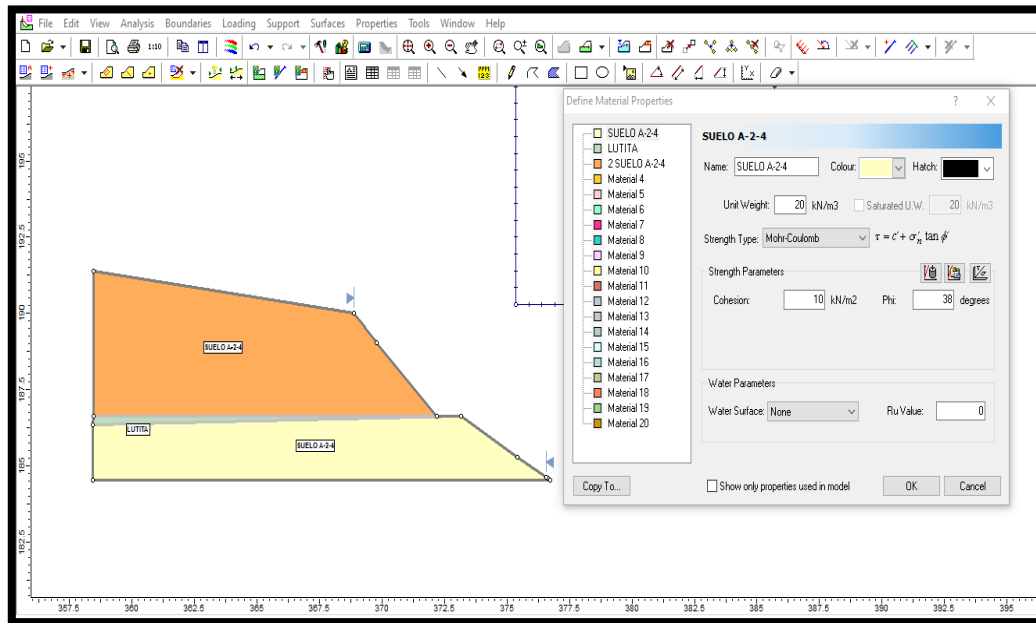 File Edit View Analysis Boundaries Loading Support Surfaces Properties Tools Window Help
1:10
123
195
192.5
190
187.5
185
182.5
SUELO A-2-4
LUTITA
SUELO A-2-4
357.5 360 362.5 365 367.5 370 372.5 375 377.5 380 382.5 385 387.5 390 392.5 395
Define Material Properties ? X
SUELO A-2-4
LUTITA
2 SUELO A-2-4
Material 4
Material 5
Material 6
Material 7
Material 8
Material 9
Material 10
Material 11
Material 12
Material 13
Material 14
Material 15
Material 16
Material 17
Material 18
Material 19
Material 20
SUELO A-2-4
Name: SUELO A-2-4 Colour: Hatch:
Unit Weight: 20 kN/m3 Saturated U.W. 20 kN/m3
Strength Type: Mohr-Coulomb τ = c' + σ'n tan φ'
Strength Parameters
Cohesion: 10 kN/m2 Phi: 38 degrees
Water Parameters
Water Surface: None Ru Value: 0
Copy To... Show only properties used in model OK Cancel